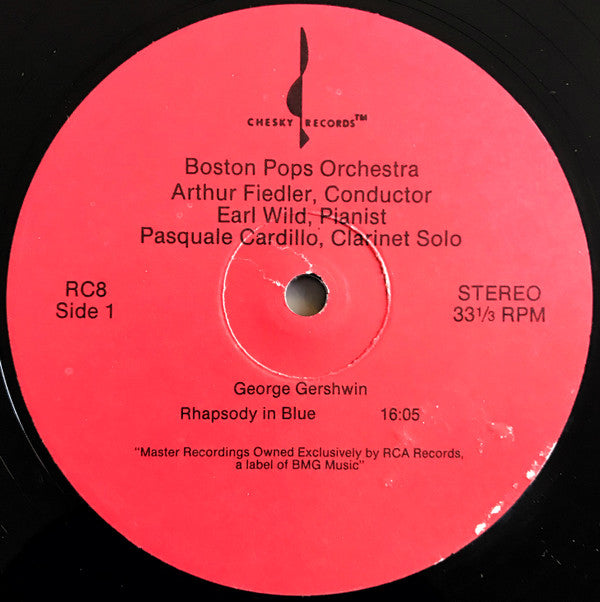 CHESKY RECORDS™
Boston Pops Orchestra
Arthur Fiedler, Conductor
Earl Wild, Pianist
Pasquale Cardillo, Clarinet Solo
RC8
Side 1
STEREO
33 1/3 RPM
George Gershwin
Rhapsody in Blue 16:05
"Master Recordings Owned Exclusively by RCA Records,
a label of BMG Music"